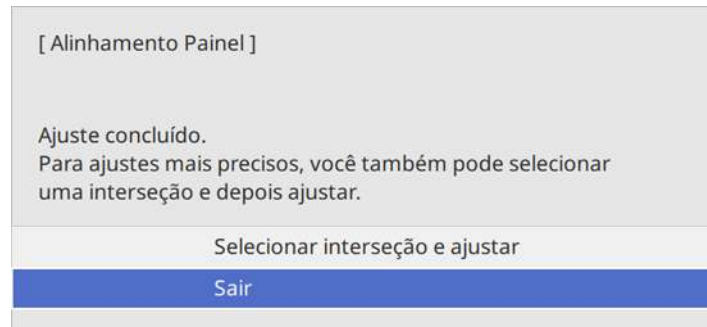 [ Alinhamento Painel ]
Ajuste concluído.
Para ajustes mais precisos, você também pode selecionar
uma interseção e depois ajustar.
Selecionar interseção e ajustar
Sair